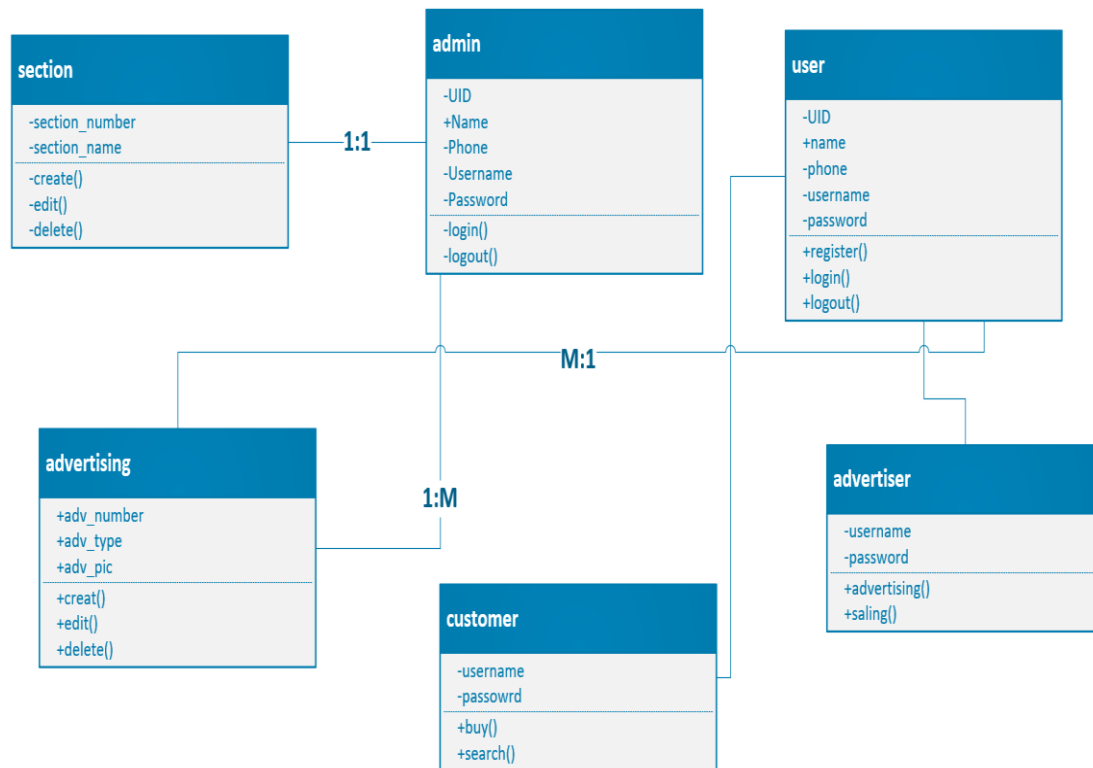 section
-section_number
-section_name
-create()
-edit()
-delete()
1:1
admin
-UID
+Name
-Phone
-Username
-Password
-login()
-logout()
user
-UID
+name
-phone
-username
-password
+register()
+login()
+logout()
M:1
advertising
+adv_number
+adv_type
+adv_pic
+creat()
+edit()
+delete()
1:M
customer
-username
-passowrd
+buy()
+search()
advertiser
-username
-password
+advertising()
+saling()